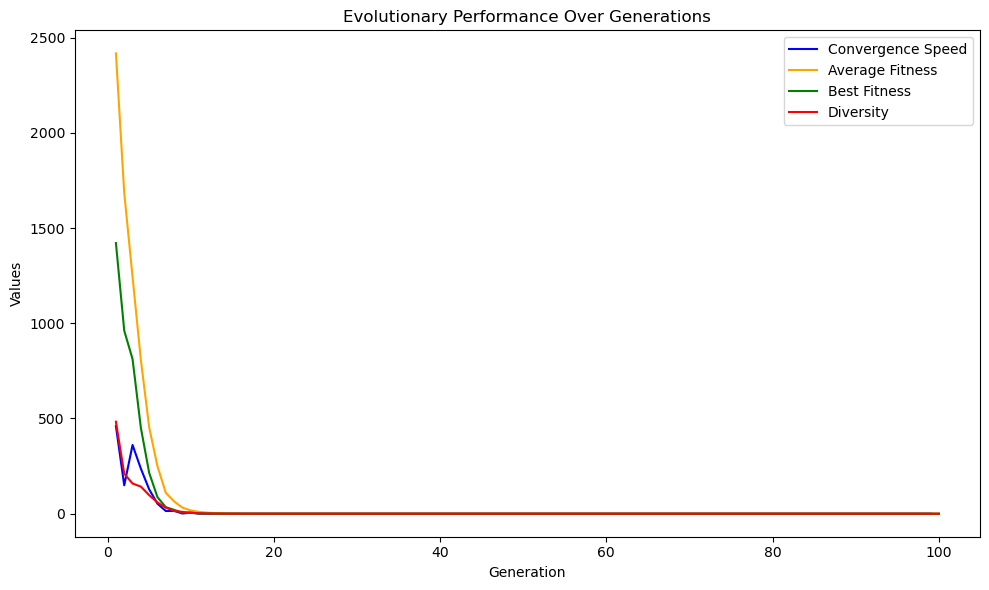 Evolutionary Performance Over Generations
Convergence Speed
Average Fitness
Best Fitness
Diversity
Values
2500
2000
1500
1000
500
0
0 20 40 60 80 100
Generation